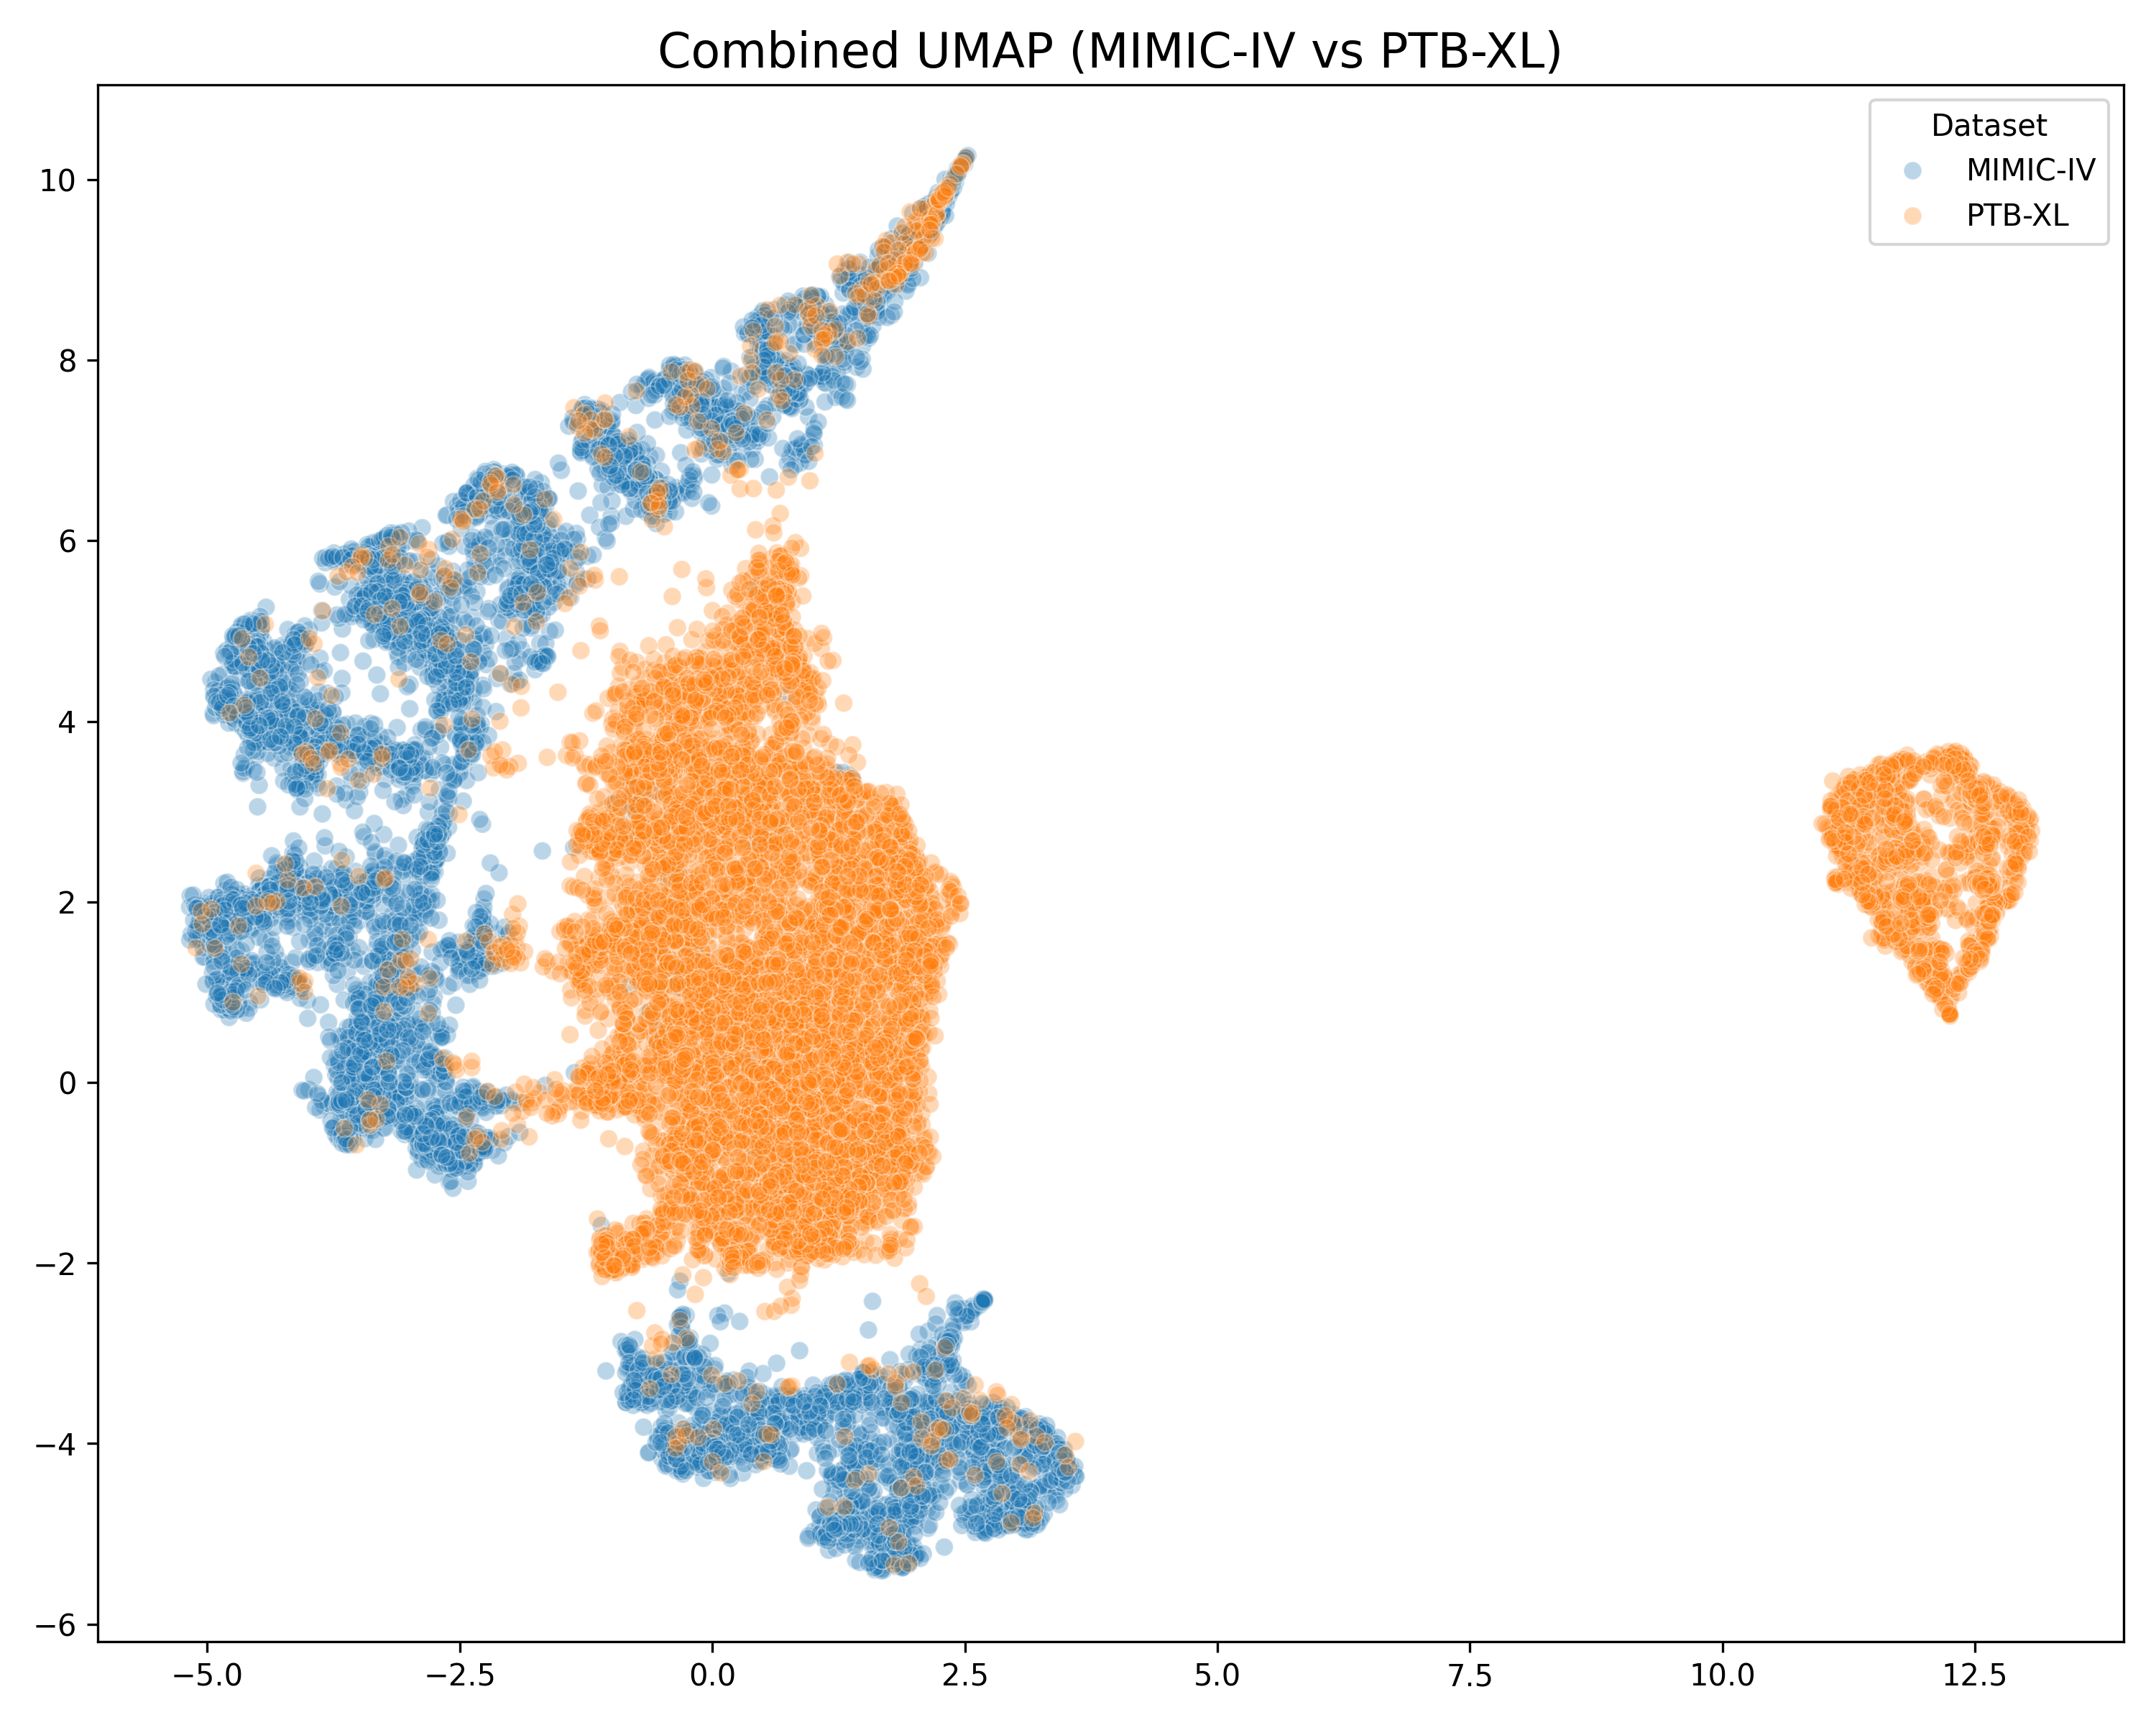 Combined UMAP (MIMIC-IV vs PTB-XL)
Dataset
MIMIC-IV
PTB-XL
10
8
6
4
2
0
−2
−4
−6
−5.0 −2.5 0.0 2.5 5.0 7.5 10.0 12.5